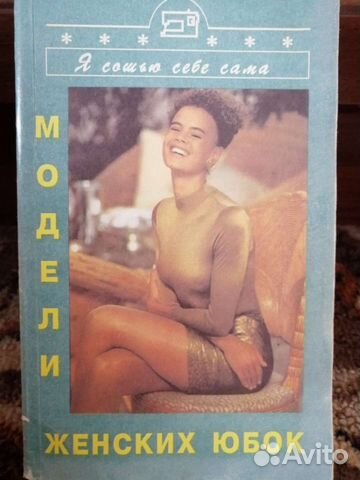 * * * * * *
Я сошью себе сама
МОДЕЛИ
ЖЕНСКИХ ЮБОК
Avito